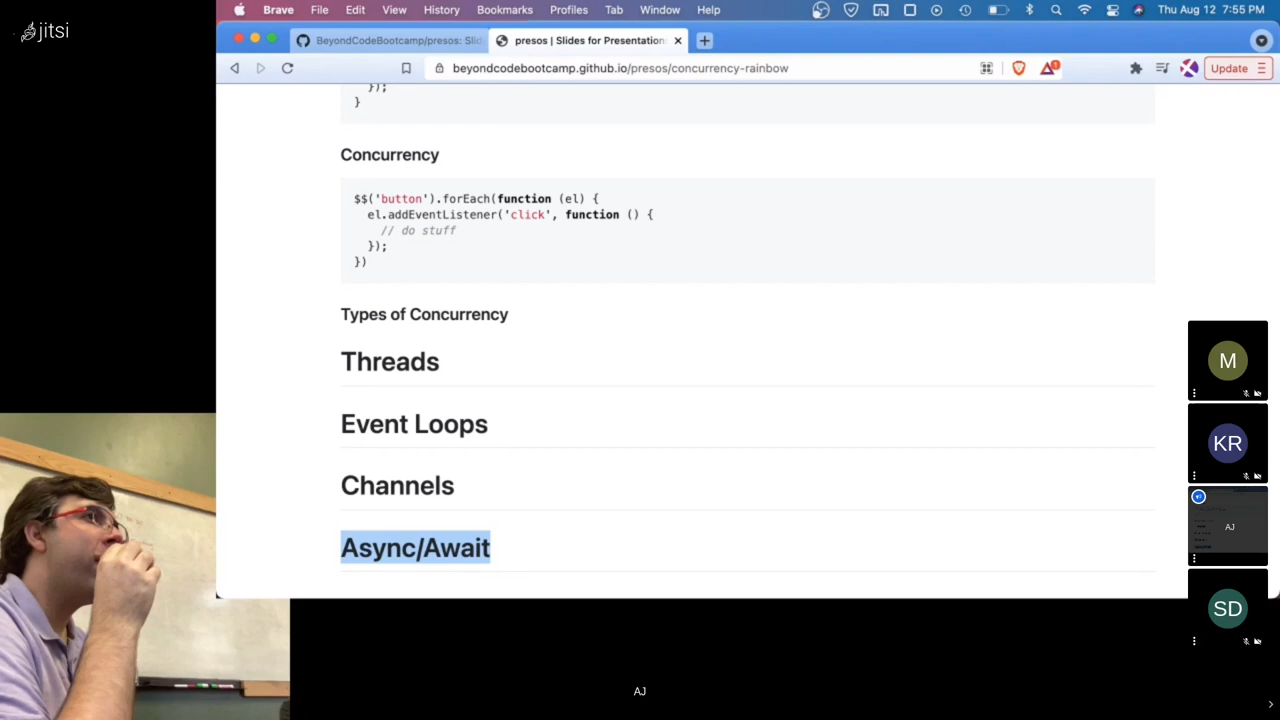 jitsi
Brave File Edit View History Bookmarks Profiles Tab Window Help Thu Aug 12 7:55 PM
BeyondCodeBootcamp/presos: Slid
presos | Slides for Presentation
beyondcodebootcamp.github.io/presos/concurrency-rainbow
1
Update
});
}
Concurrency
$$('button').forEach(function (el) {
el.addEventListener('click', function () {
// do stuff
});
})
Types of Concurrency
Threads
Event Loops
Channels
Async/Await
M
KR
AJ
SD
AJ